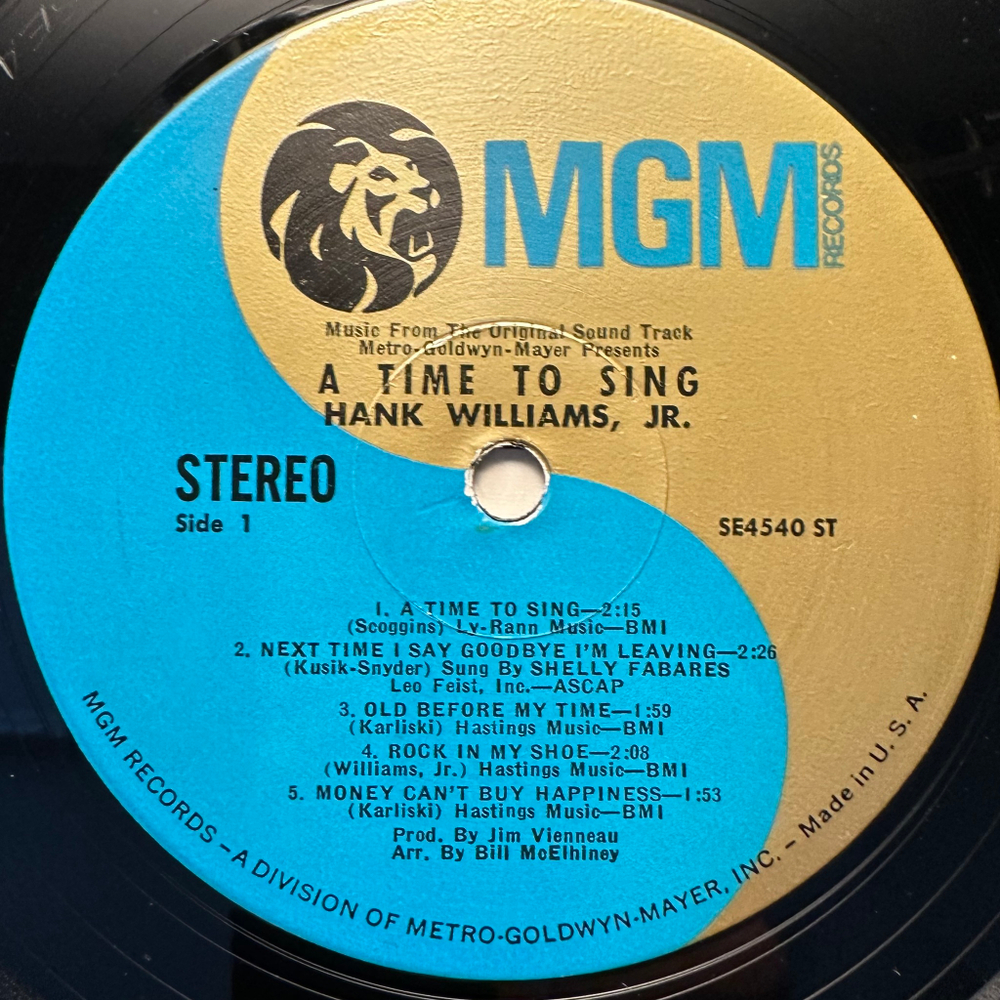 MGM RECORDS
Music From The Original Sound Track
Metro-Goldwyn-Mayer Presents
A TIME TO SING
HANK WILLIAMS, JR.
STEREO
Side 1
SE4540 ST
1. A TIME TO SING—2:15
(Scoggins) Ly-Rann Music—BMI
2. NEXT TIME I SAY GOODBYE I'M LEAVING—2:26
(Kusik-Snyder) Sung By SHELLY FABARES
Leo Feist, Inc.—ASCAP
3. OLD BEFORE MY TIME—1:59
(Karliski) Hastings Music—BMI
4. ROCK IN MY SHOE—2:08
(Williams, Jr.) Hastings Music—BMI
5. MONEY CAN'T BUY HAPPINESS—1:53
(Karliski) Hastings Music—BMI
Prod. By Jim Vienneau
Arr. By Bill McElhiney
MGM RECORDS – A DIVISION OF METRO-GOLDWYN-MAYER, INC. – Made in U. S. A.